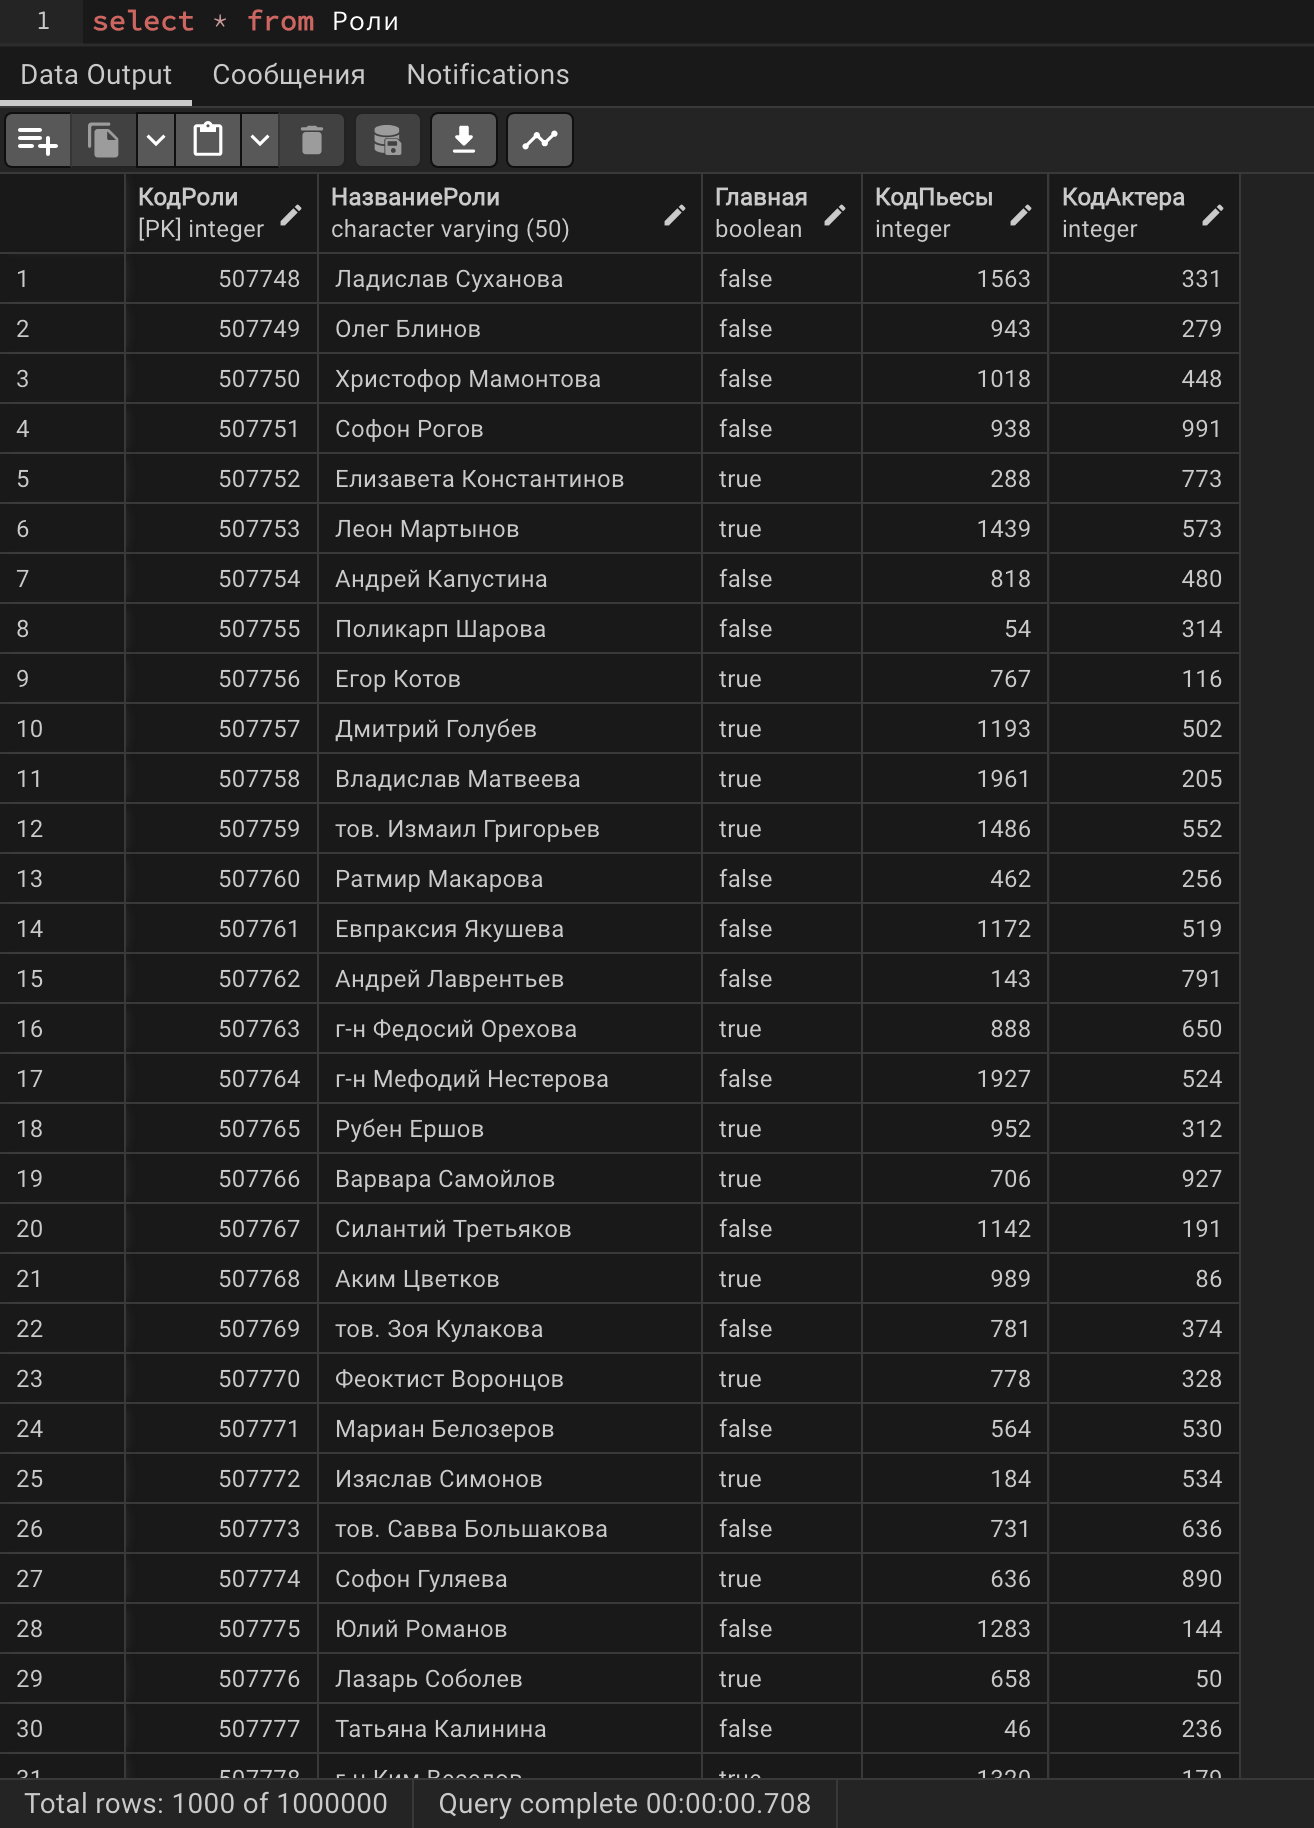 1 select * from Роли
Data Output Сообщения Notifications
КодРоли НазваниеРоли Главная КодПьесы КодАктера
[PK] integer character varying (50) boolean integer integer
1 507748 Ладислав Суханова false 1563 331
2 507749 Олег Блинов false 943 279
3 507750 Христофор Мамонтова false 1018 448
4 507751 Софон Рогов false 938 991
5 507752 Елизавета Константинов true 288 773
6 507753 Леон Мартынов true 1439 573
7 507754 Андрей Капустина false 818 480
8 507755 Поликарп Шарова false 54 314
9 507756 Егор Котов true 767 116
10 507757 Дмитрий Голубев true 1193 502
11 507758 Владислав Матвеева true 1961 205
12 507759 тов. Измаил Григорьев true 1486 552
13 507760 Ратмир Макарова false 462 256
14 507761 Евпраксия Якушева false 1172 519
15 507762 Андрей Лаврентьев false 143 791
16 507763 г-н Федосий Орехова true 888 650
17 507764 г-н Мефодий Нестерова false 1927 524
18 507765 Рубен Ершов true 952 312
19 507766 Варвара Самойлов true 706 927
20 507767 Силантий Третьяков false 1142 191
21 507768 Аким Цветков true 989 86
22 507769 тов. Зоя Кулакова false 781 374
23 507770 Феоктист Воронцов true 778 328
24 507771 Мариан Белозеров false 564 530
25 507772 Изяслав Симонов true 184 534
26 507773 тов. Савва Большакова false 731 636
27 507774 Софон Гуляева true 636 890
28 507775 Юлий Романов false 1283 144
29 507776 Лазарь Соболев true 658 50
30 507777 Татьяна Калинина false 46 236
31 507778 г-н Ким true
Total rows: 1000 of 1000000 Query complete 00:00:00.708